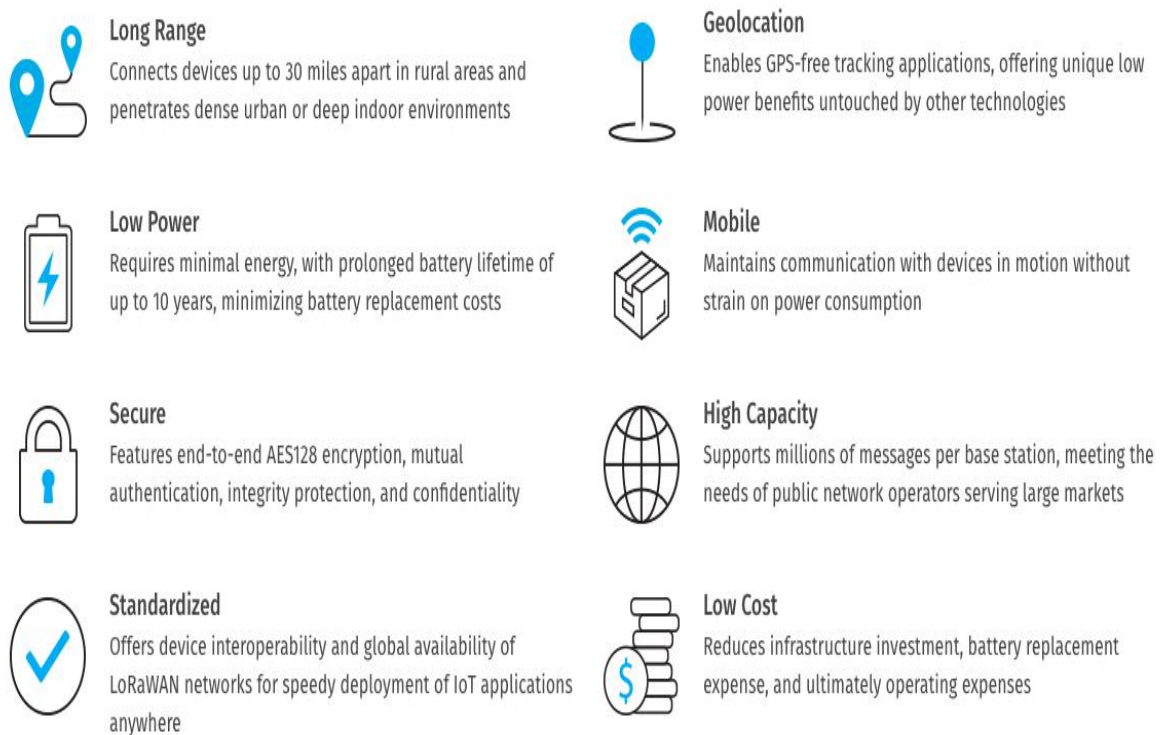 Long Range
Connects devices up to 30 miles apart in rural areas and
penetrates dense urban or deep indoor environments
Geolocation
Enables GPS-free tracking applications, offering unique low
power benefits untouched by other technologies
Low Power
Requires minimal energy, with prolonged battery lifetime of
up to 10 years, minimizing battery replacement costs
Mobile
Maintains communication with devices in motion without
strain on power consumption
Secure
Features end-to-end AES128 encryption, mutual
authentication, integrity protection, and confidentiality
High Capacity
Supports millions of messages per base station, meeting the
needs of public network operators serving large markets
Standardized
Offers device interoperability and global availability of
LoRaWAN networks for speedy deployment of IoT applications
anywhere
$
Low Cost
Reduces infrastructure investment, battery replacement
expense, and ultimately operating expenses